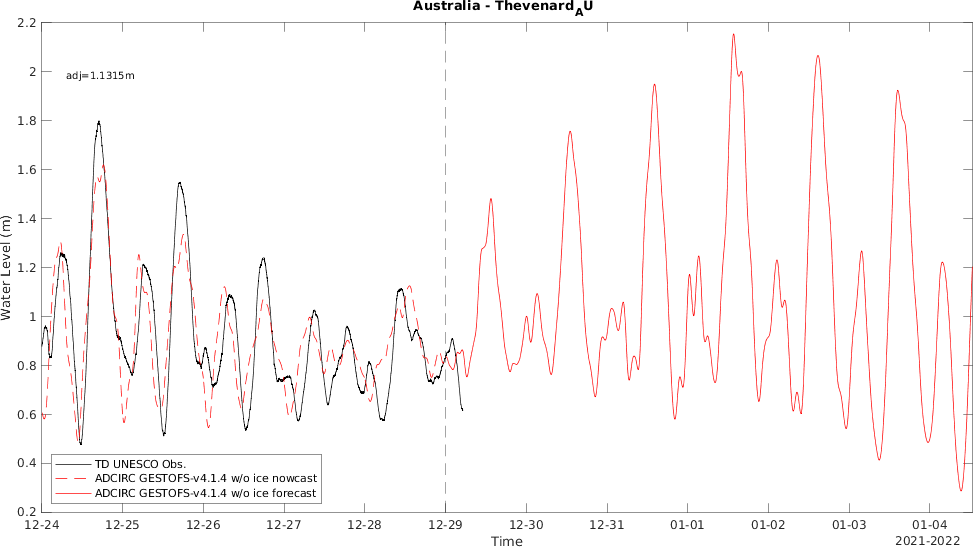 Australia - Thevenard_AU
adj=1.1315m
2.2
2
1.8
1.6
1.4
1.2
1
0.8
0.6
0.4
0.2
Water Level (m)
TD UNESCO Obs.
ADCIRC GESTOFS-v4.1.4 w/o ice nowcast
ADCIRC GESTOFS-v4.1.4 w/o ice forecast
12-24 12-25 12-26 12-27 12-28 12-29 12-30 12-31 01-01 01-02 01-03 01-04
Time
2021-2022